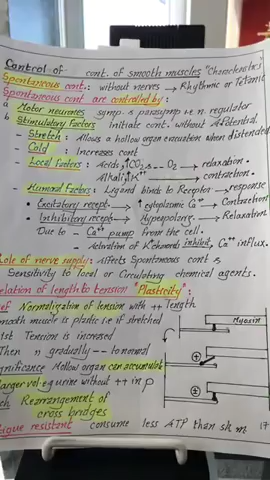 Control of cont. of smooth muscles "Characteristics"
Spontaneous cont.: without nerves → Rhythmic or Tetanic
Spontaneous cont are controlled by:
a Motor neurones symp. & parasymp i.e n. regulator
b Stimulatory Factors Initiate cont. without A.potential.
- Stretch: Allows a hollow organ evacuation when distended
- Cold : increases cont
- Local factors: Acids, ↑CO2, ↓ -- O2 → relaxation.
Alkali, ↑K+ → contraction.
- Humoral factors: Ligand binds to Receptor → response
• Excitatory recept → ↑ cytoplasmic Ca++ → Contraction
• Inhibitory recept → Hyperpolariz. → Relaxation
Due to - Ca++ pump from the cell.
- Activation of K+ channels inhibit Ca++ influx.
Role of nerve supply: Affects Spontaneous cont &
Sensitivity to local or Circulating chemical agents.
relation of length to tension "Plasticity".
ef Normalization of tension with ++ length
smooth muscle is plastic i.e if stretched
1st Tension is increased
Then n gradually -- to normal
significance Hollow organ can accumulate
larger vol. e.g urine without ++ in p
ch Rearrangement of
cross bridges
Myosin
+
+
tigue resistant consume less ATP than sk m 17